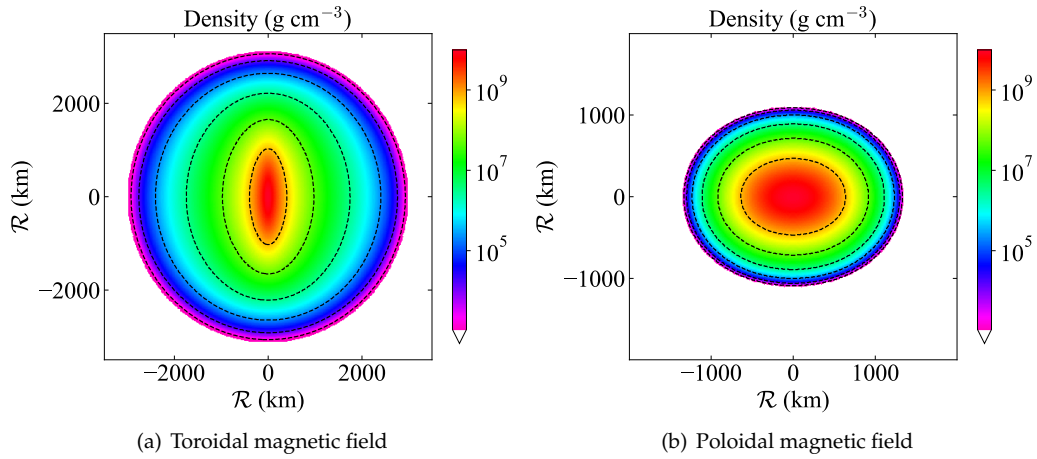 Density (g cm⁻³)
2000
0
−2000
ℛ (km)
−2000 0 2000
ℛ (km)
10⁹
10⁷
10⁵
(a) Toroidal magnetic field
Density (g cm⁻³)
1000
0
−1000
ℛ (km)
−1000 0 1000
ℛ (km)
10⁹
10⁷
10⁵
(b) Poloidal magnetic field